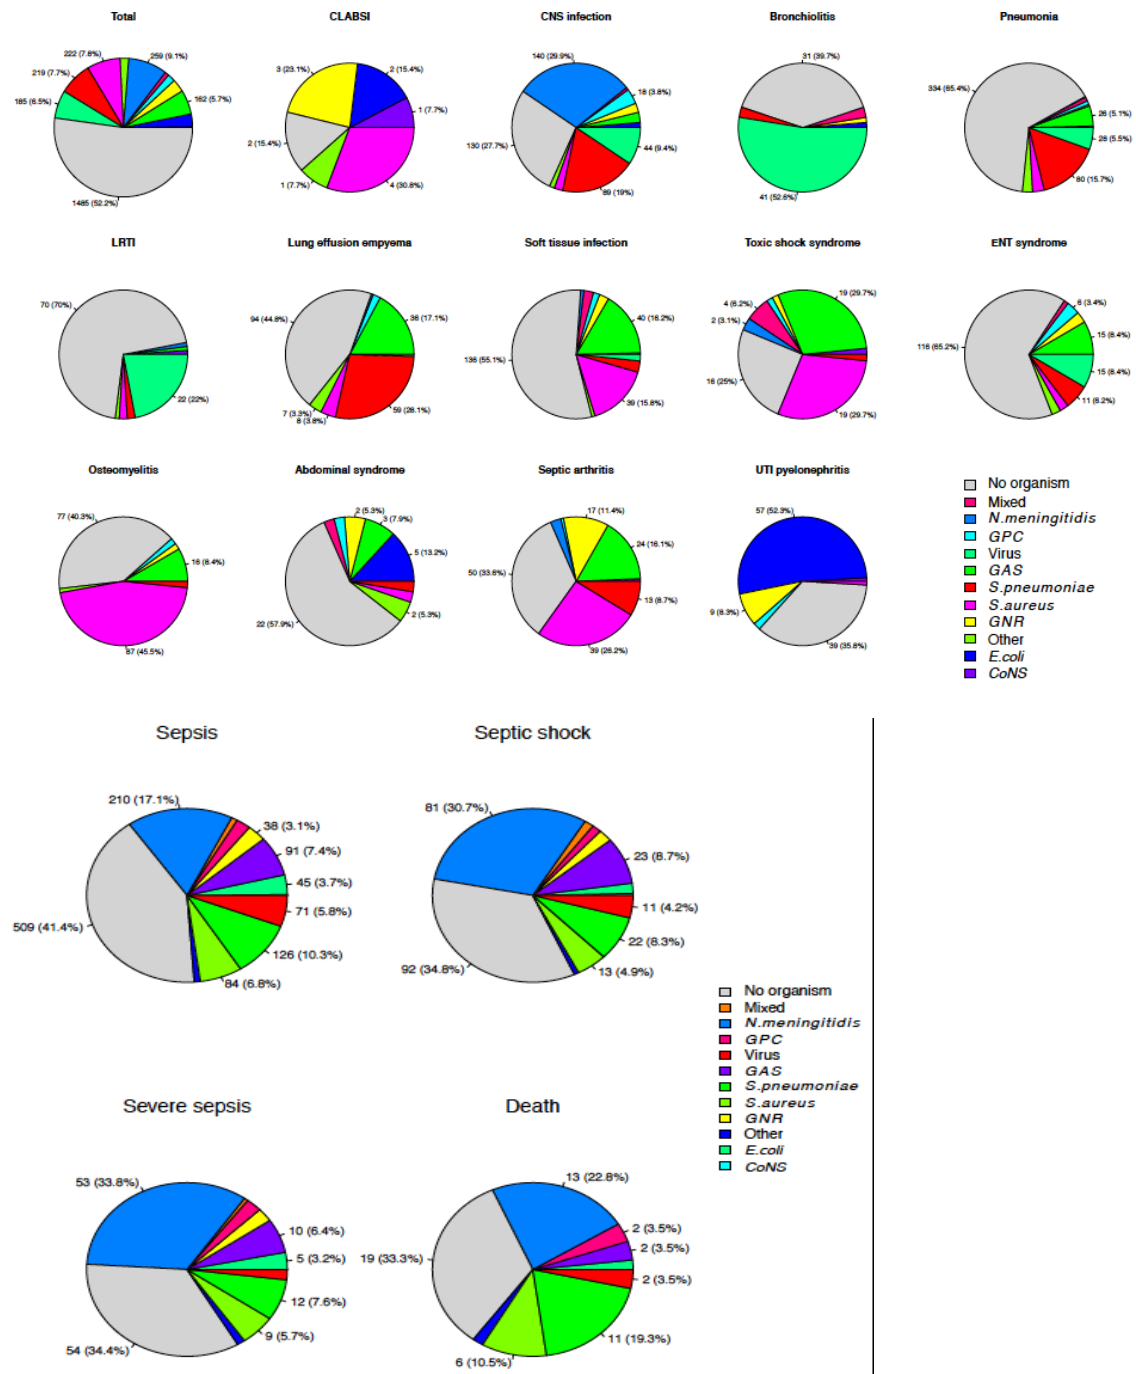 Total
CLABSI
CNS infection
Bronchiolitis
Pneumonia
222 (7.8%)
259 (9.1%)
219 (7.7%)
185 (6.5%)
162 (5.7%)
1485 (52.2%)
3 (23.1%)
2 (15.4%)
1 (7.7%)
2 (15.4%)
1 (7.7%)
4 (30.8%)
140 (29.9%)
18 (3.8%)
130 (27.7%)
44 (9.4%)
89 (19%)
31 (39.7%)
41 (52.6%)
334 (65.4%)
26 (5.1%)
28 (5.5%)
80 (15.7%)
LRTI
Lung effusion empyema
Soft tissue infection
Toxic shock syndrome
ENT syndrome
70 (70%)
22 (22%)
94 (44.8%)
36 (17.1%)
7 (3.3%)
8 (3.8%)
59 (28.1%)
40 (16.2%)
136 (55.1%)
39 (15.8%)
19 (29.7%)
4 (6.2%)
2 (3.1%)
16 (25%)
19 (29.7%)
6 (3.4%)
15 (8.4%)
116 (65.2%)
15 (8.4%)
11 (6.2%)
Osteomyelitis
Abdominal syndrome
Septic arthritis
UTI pyelonephritis
77 (40.3%)
16 (8.4%)
87 (45.5%)
2 (5.3%)
3 (7.9%)
5 (13.2%)
2 (5.3%)
22 (57.9%)
17 (11.4%)
24 (16.1%)
50 (33.6%)
13 (8.7%)
39 (26.2%)
57 (52.3%)
9 (8.3%)
39 (35.8%)
No organism
Mixed
N.meningitidis
GPC
Virus
GAS
S.pneumoniae
S.aureus
GNR
Other
E.coli
CoNS
Sepsis
Septic shock
210 (17.1%)
38 (3.1%)
91 (7.4%)
45 (3.7%)
509 (41.4%)
71 (5.8%)
126 (10.3%)
84 (6.8%)
81 (30.7%)
23 (8.7%)
11 (4.2%)
22 (8.3%)
92 (34.8%)
13 (4.9%)
No organism
Mixed
N.meningitidis
GPC
Virus
GAS
S.pneumoniae
S.aureus
GNR
Other
E.coli
CoNS
Severe sepsis
Death
53 (33.8%)
10 (6.4%)
5 (3.2%)
12 (7.6%)
9 (5.7%)
54 (34.4%)
13 (22.8%)
2 (3.5%)
2 (3.5%)
19 (33.3%)
2 (3.5%)
11 (19.3%)
6 (10.5%)